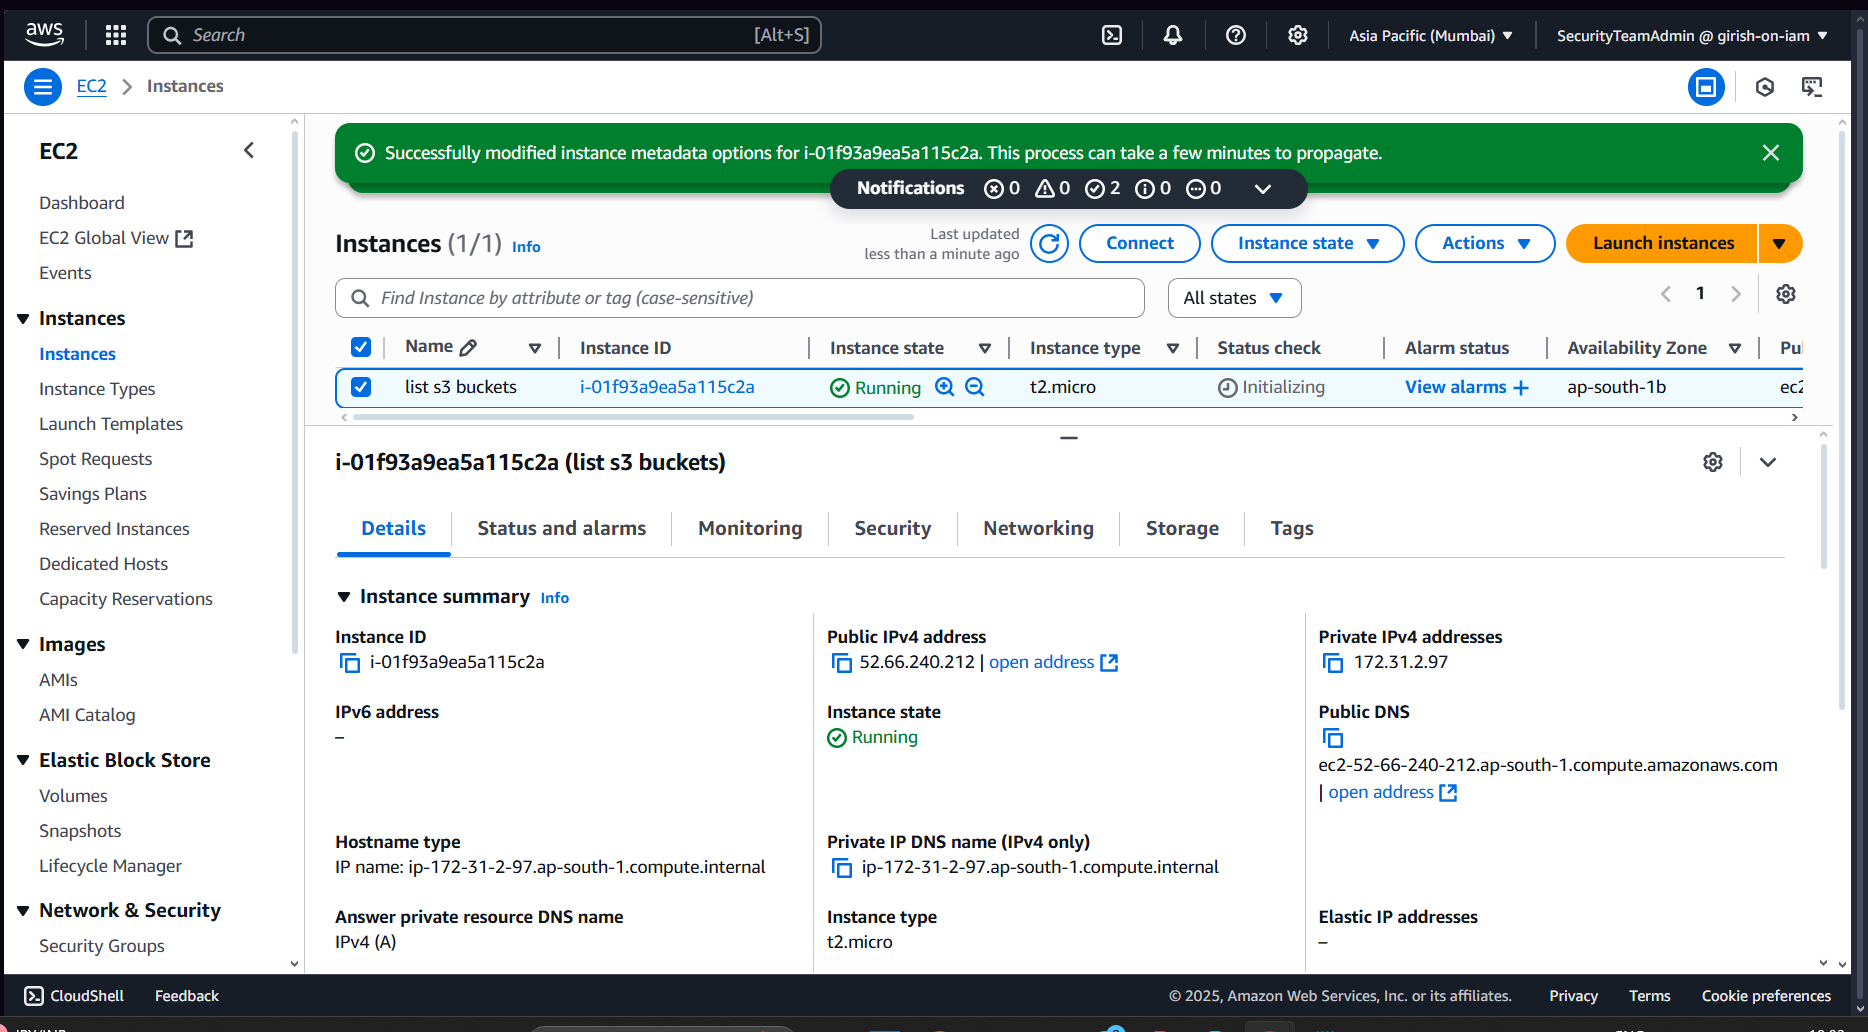 aws
Search [Alt+S]
Asia Pacific (Mumbai)
SecurityTeamAdmin @ girish-on-iam
EC2 > Instances
EC2
Dashboard
EC2 Global View
Events
Instances
Instances
Instance Types
Launch Templates
Spot Requests
Savings Plans
Reserved Instances
Dedicated Hosts
Capacity Reservations
Images
AMIs
AMI Catalog
Elastic Block Store
Volumes
Snapshots
Lifecycle Manager
Network & Security
Security Groups
Successfully modified instance metadata options for i-01f93a9ea5a115c2a. This process can take a few minutes to propagate.
Notifications 0 0 2 0 0
Instances (1/1) Info
Last updated
less than a minute ago
Connect
Instance state
Actions
Launch instances
Find Instance by attribute or tag (case-sensitive)
All states
1
Name Instance ID Instance state Instance type Status check Alarm status Availability Zone
list s3 buckets i-01f93a9ea5a115c2a Running t2.micro Initializing View alarms + ap-south-1b ec2
i-01f93a9ea5a115c2a (list s3 buckets)
Details Status and alarms Monitoring Security Networking Storage Tags
Instance summary Info
Instance ID
i-01f93a9ea5a115c2a
Public IPv4 address
52.66.240.212 | open address
Private IPv4 addresses
172.31.2.97
IPv6 address
–
Instance state
Running
Public DNS
ec2-52-66-240-212.ap-south-1.compute.amazonaws.com
| open address
Hostname type
IP name: ip-172-31-2-97.ap-south-1.compute.internal
Private IP DNS name (IPv4 only)
ip-172-31-2-97.ap-south-1.compute.internal
Answer private resource DNS name
IPv4 (A)
Instance type
t2.micro
Elastic IP addresses
–
CloudShell Feedback
© 2025, Amazon Web Services, Inc. or its affiliates. Privacy Terms Cookie preferences